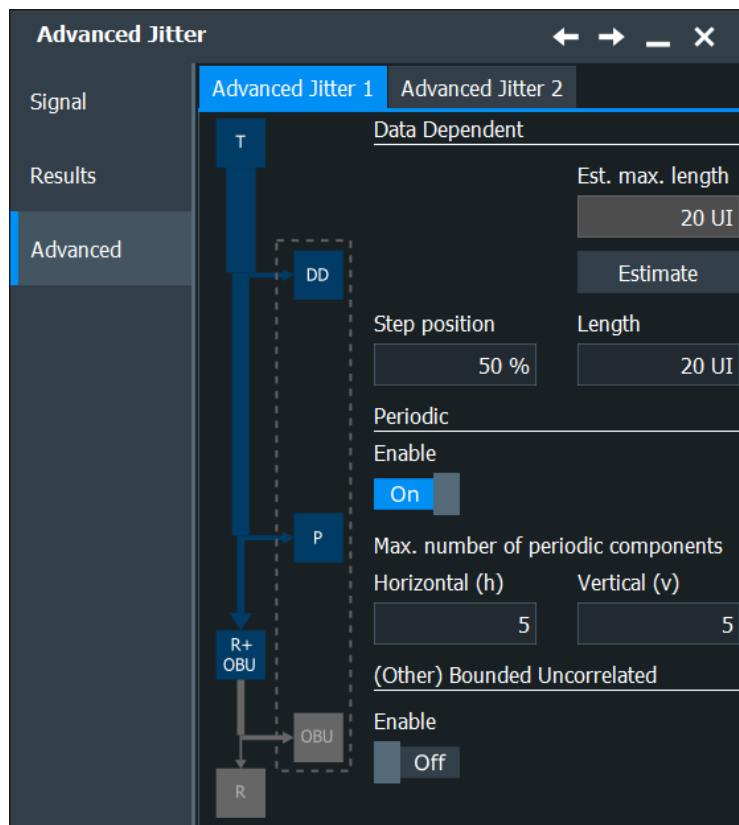 Advanced Jitter
Signal
Results
Advanced
Advanced Jitter 1
Advanced Jitter 2
T
DD
P
R+
OBU
OBU
R
Data Dependent
Est. max. length
20 UI
Estimate
Step position
Length
50 %
20 UI
Periodic
Enable
On
Max. number of periodic components
Horizontal (h)
Vertical (v)
5
5
(Other) Bounded Uncorrelated
Enable
Off